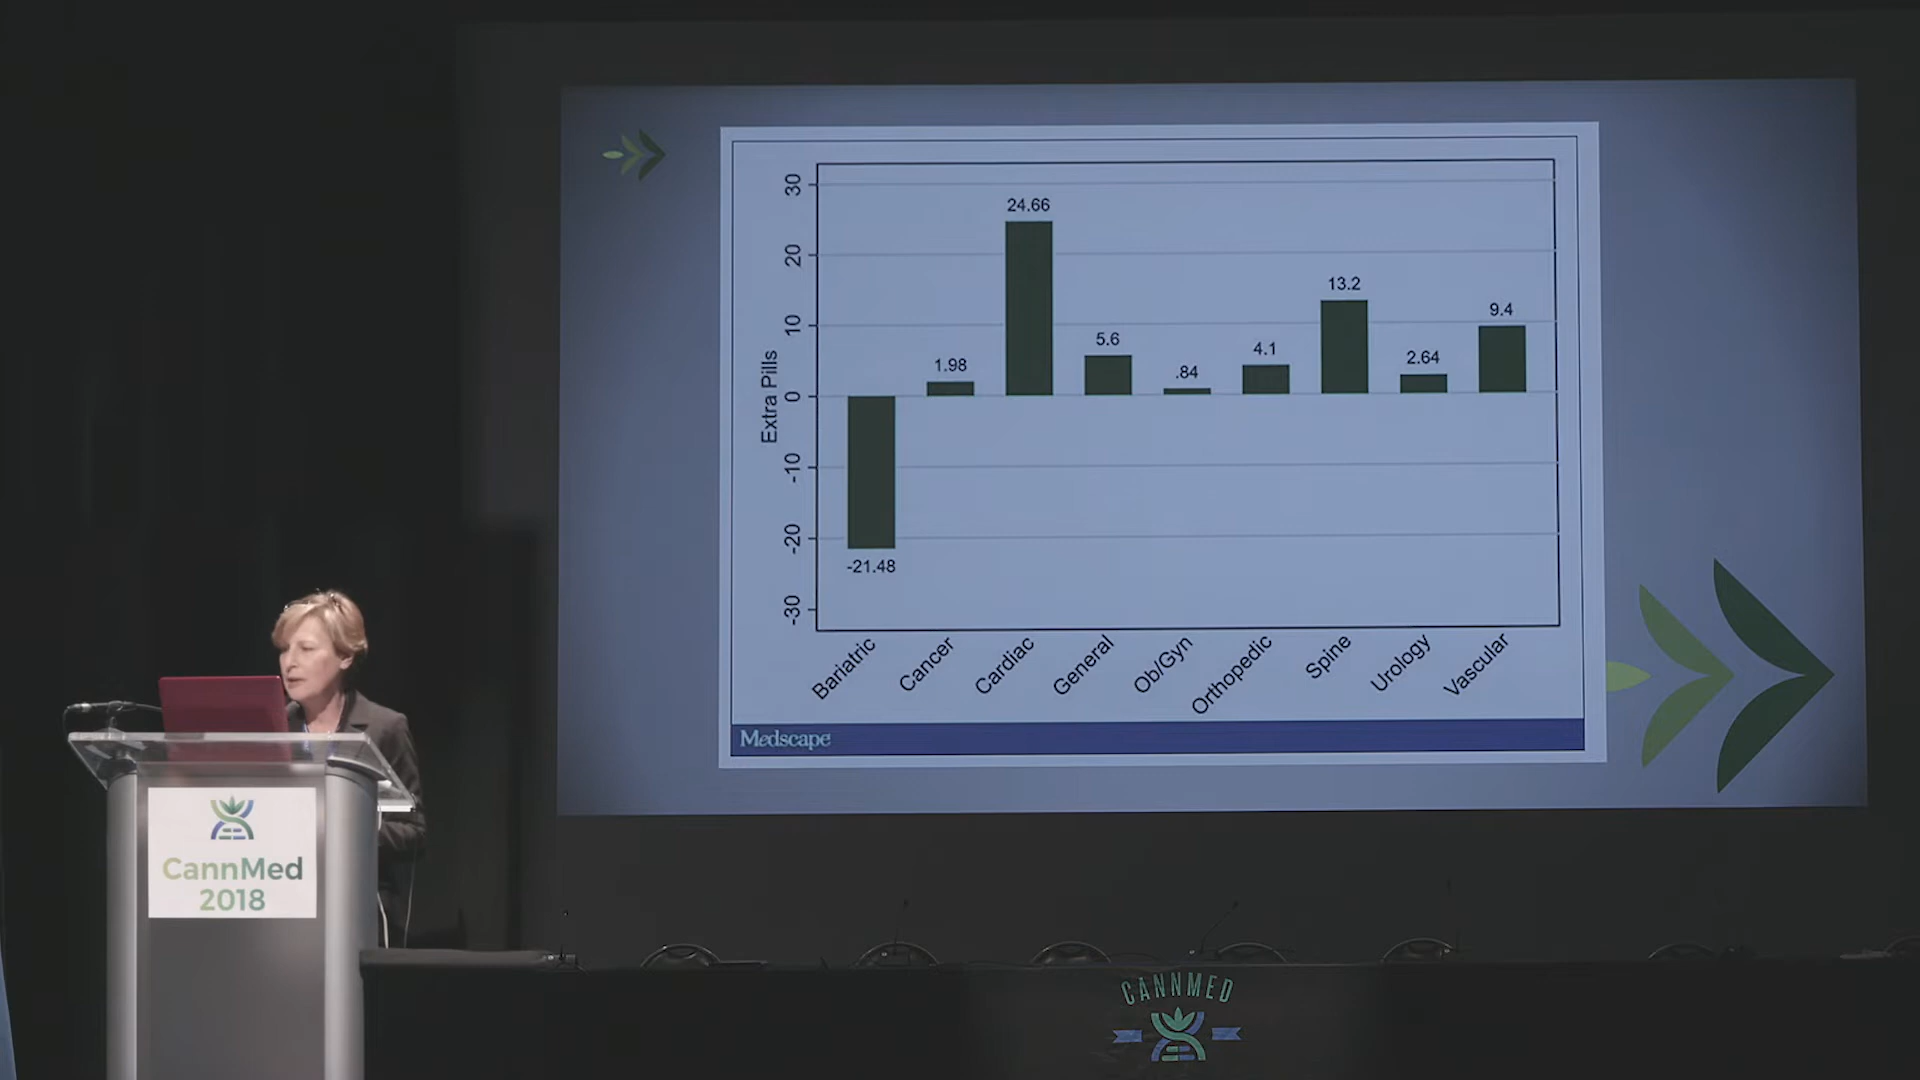 30
20
10
0
-10
-20
-30
Extra Pills
-21.48
1.98
24.66
5.6
.84
4.1
13.2
2.64
9.4
Bariatric
Cancer
Cardiac
General
Ob/Gyn
Orthopedic
Spine
Urology
Vascular
Medscape
CannMed
2018
CANNMED